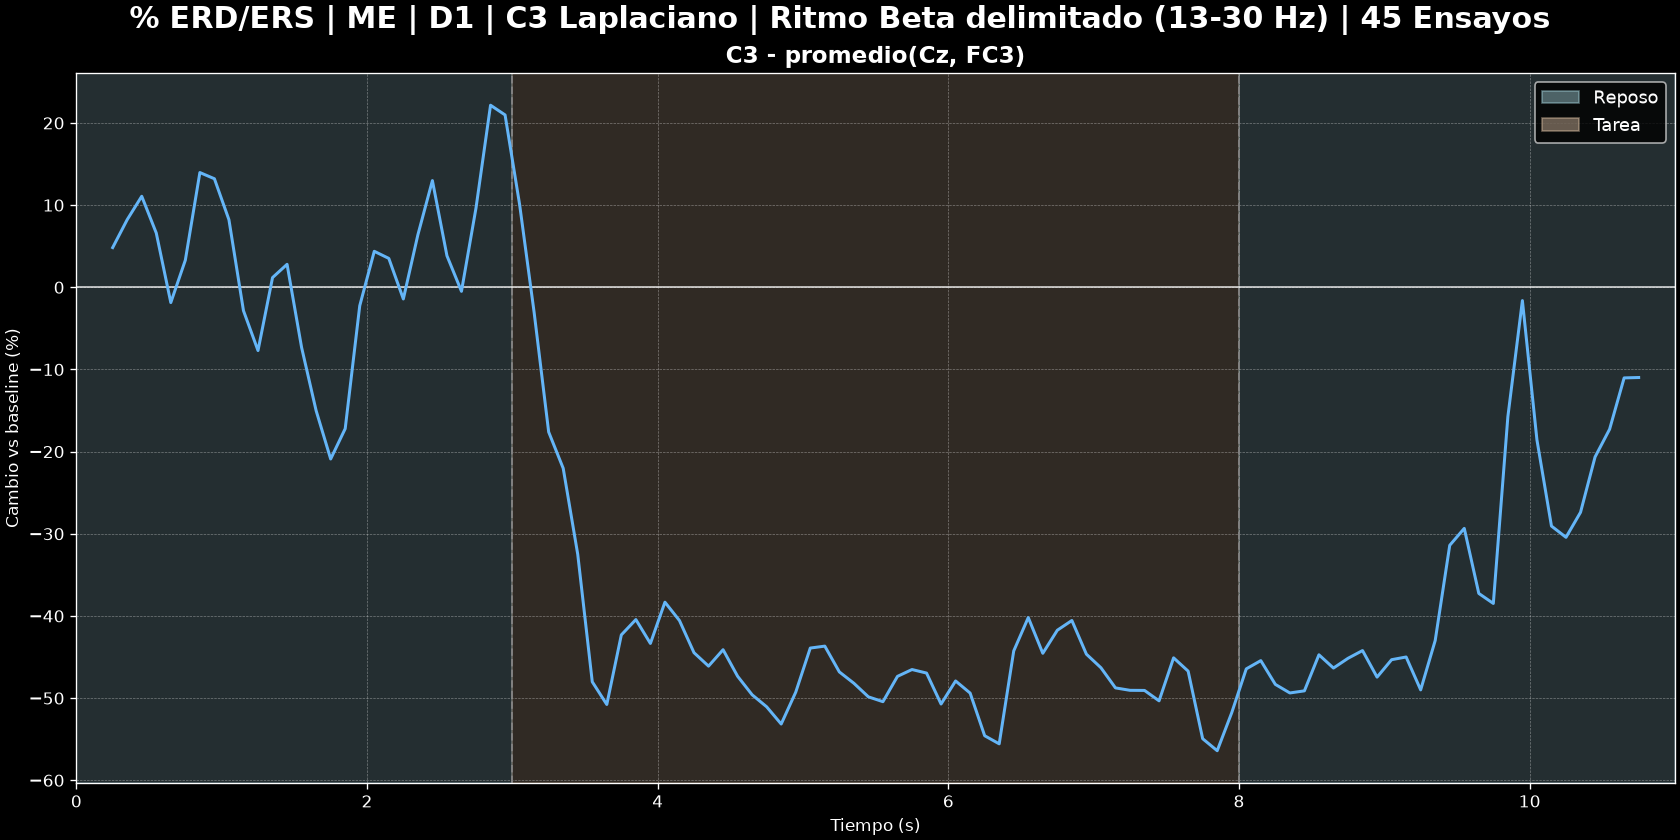 % ERD/ERS | ME | D1 | C3 Laplaciano | Ritmo Beta delimitado (13-30 Hz) | 45 Ensayos
C3 - promedio(Cz, FC3)
Reposo
Tarea
Cambio vs baseline (%)
20
10
0
−10
−20
−30
−40
−50
−60
0
2
4
6
8
10
Tiempo (s)